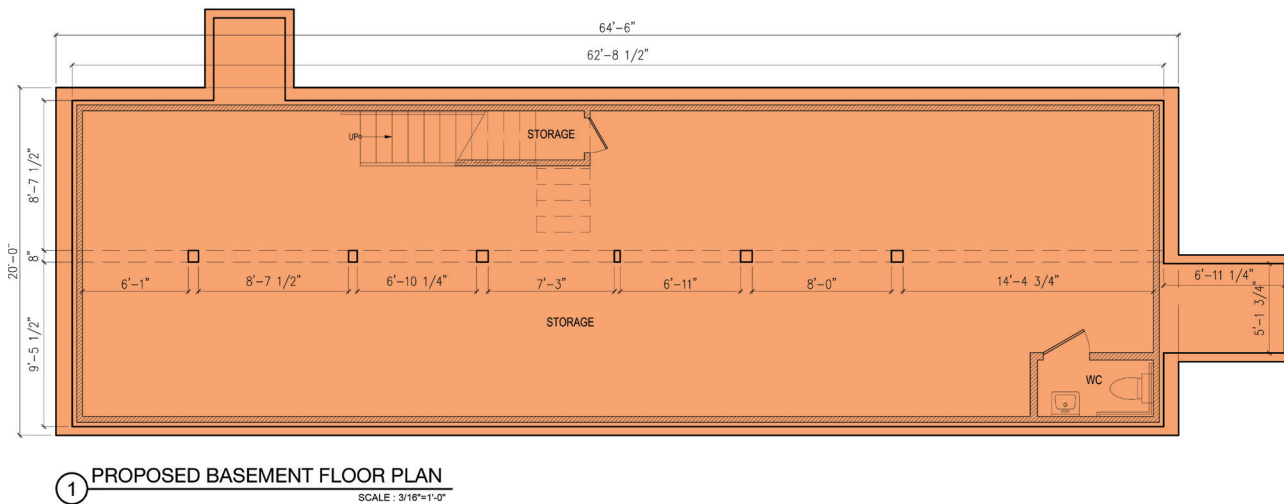 64'-6"
62'-8 1/2"
UP
STORAGE
8'-7 1/2"
20'-0"
8"
9'-5 1/2"
6'-1"
8'-7 1/2"
6'-10 1/4"
7'-3"
6'-11"
8'-0"
14'-4 3/4"
6'-11 1/4"
5'-1 3/4"
STORAGE
WC
1 PROPOSED BASEMENT FLOOR PLAN
SCALE : 3/16"=1'-0"